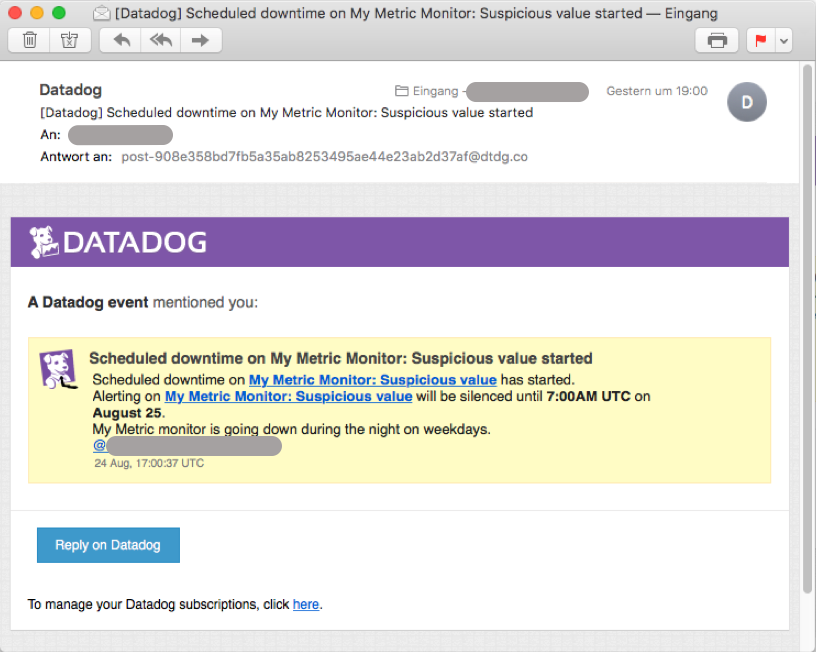 [Datadog] Scheduled downtime on My Metric Monitor: Suspicious value started — Eingang
Datadog
Eingang -
Gestern um 19:00
D
[Datadog] Scheduled downtime on My Metric Monitor: Suspicious value started
An:
Antwort an: post-908e358bd7fb5a35ab8253495ae44e23ab2d37af@dtdg.co
DATADOG
A Datadog event mentioned you:
Scheduled downtime on My Metric Monitor: Suspicious value started
Scheduled downtime on My Metric Monitor: Suspicious value has started.
Alerting on My Metric Monitor: Suspicious value will be silenced until 7:00AM UTC on
August 25.
My Metric monitor is going down during the night on weekdays.
@
24 Aug, 17:00:37 UTC
Reply on Datadog
To manage your Datadog subscriptions, click here.